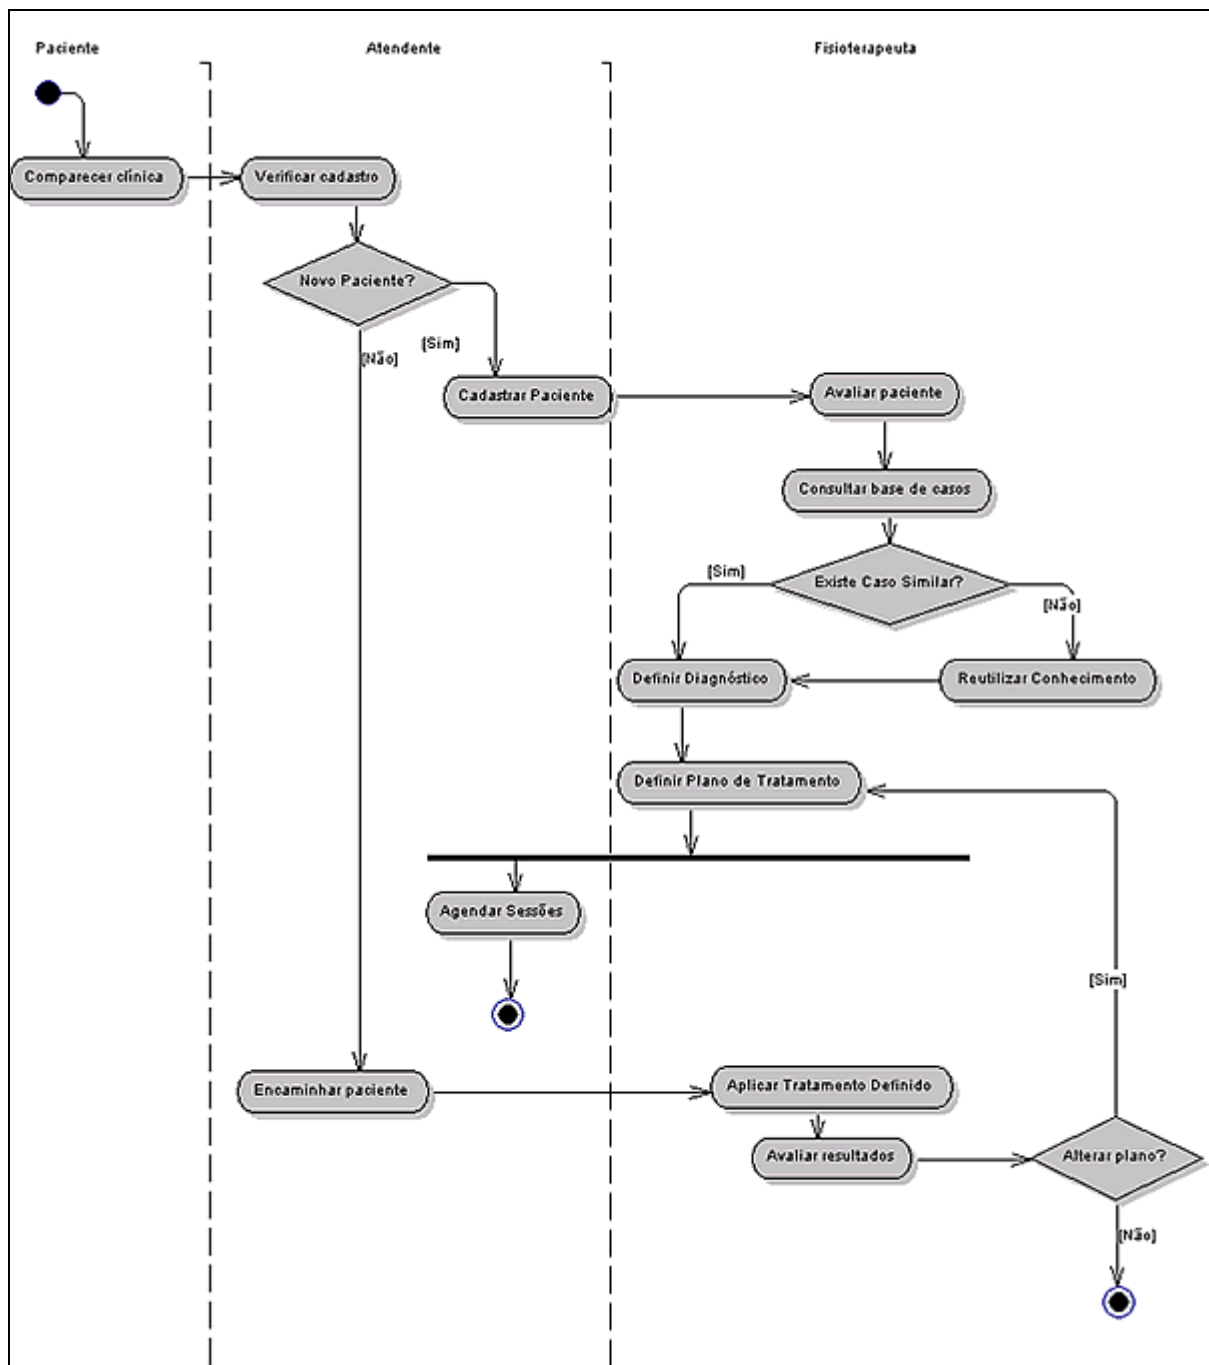 Paciente
Atendente
Fisioterapeuta
Comparecer clínica
Verificar cadastro
Novo Paciente?
[Sim]
[Não]
Cadastrar Paciente
Avaliar paciente
Consultar base de casos
Existe Caso Similar?
[Sim]
[Não]
Definir Diagnóstico
Reutilizar Conhecimento
Definir Plano de Tratamento
Agendar Sessões
[Sim]
Encaminhar paciente
Aplicar Tratamento Definido
Avaliar resultados
Alterar plano?
[Não]